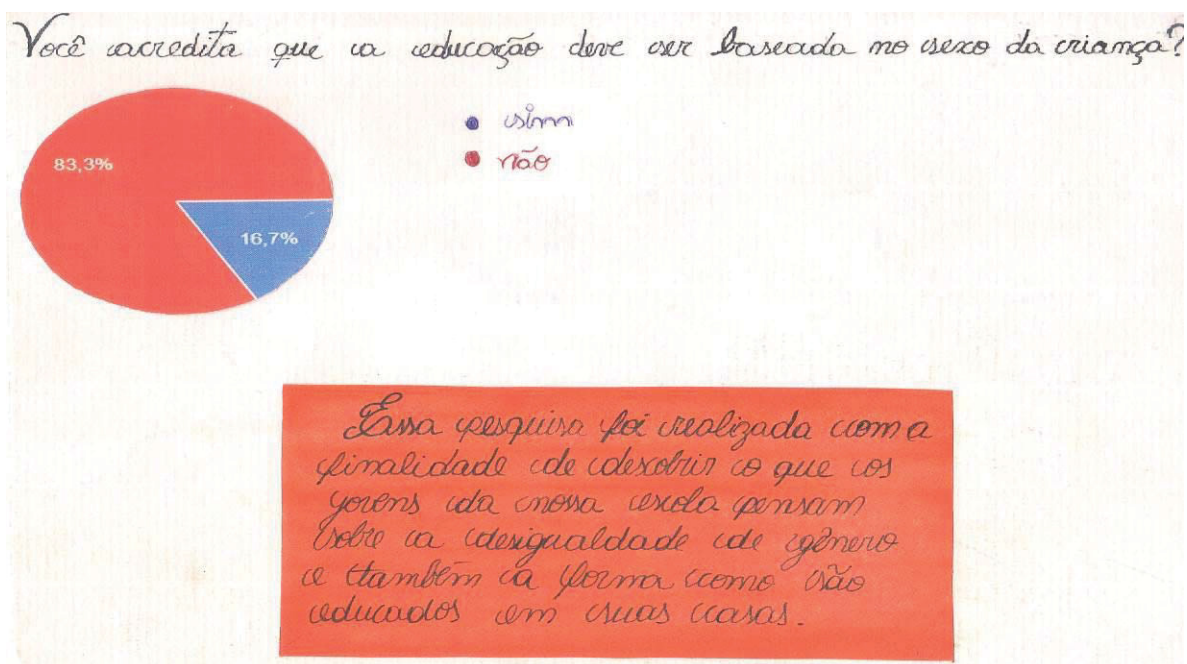 Você acredita que a educação deve ser baseada no sexo da criança?
sim
não
83,3%
16,7%
Essa pesquisa foi realizada com a
finalidade de descobrir o que os
jovens da nossa escola pensam
sobre a desigualdade de gênero
e também a forma como são
educados em suas casas.